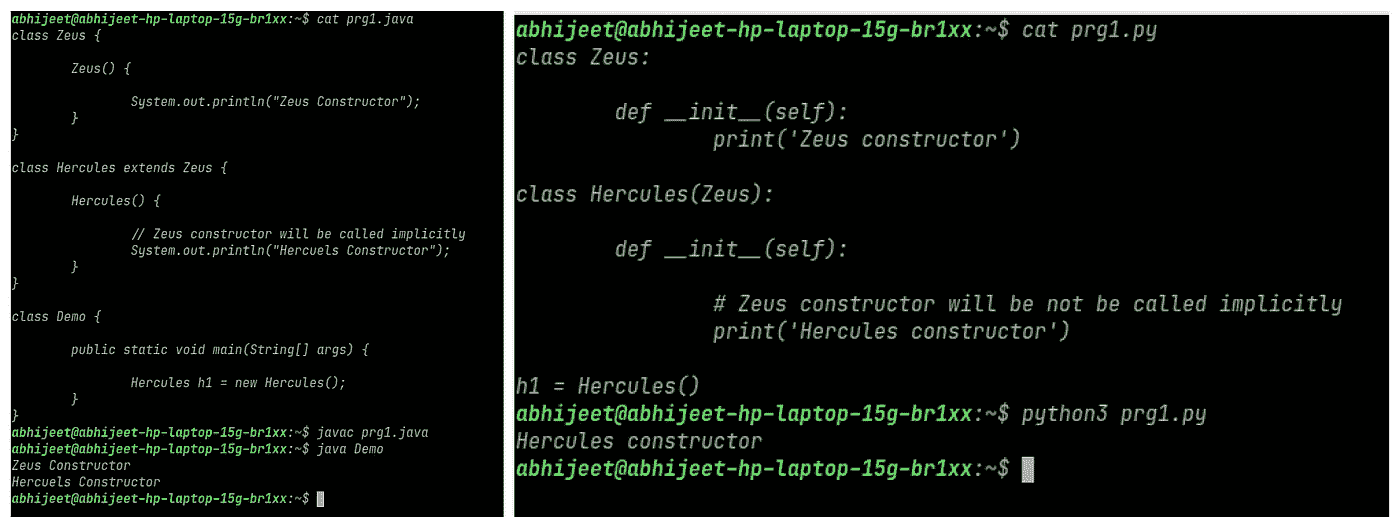 abhijeet@abhijeet-hp-laptop-15g-br1xx:~$ cat prg1.java
class Zeus {
Zeus() {
System.out.println("Zeus Constructor");
}
}
class Hercules extends Zeus {
Hercules() {
// Zeus constructor will be called implicitly
System.out.println("Hercuels Constructor");
}
}
class Demo {
public static void main(String[] args) {
Hercules h1 = new Hercules();
}
}
abhijeet@abhijeet-hp-laptop-15g-br1xx:~$ javac prg1.java
abhijeet@abhijeet-hp-laptop-15g-br1xx:~$ java Demo
Zeus Constructor
Hercuels Constructor
abhijeet@abhijeet-hp-laptop-15g-br1xx:~$
abhijeet@abhijeet-hp-laptop-15g-br1xx:~$ cat prg1.py
class Zeus:
def __init__(self):
print('Zeus constructor')
class Hercules(Zeus):
def __init__(self):
# Zeus constructor will be not be called implicitly
print('Hercules constructor')
h1 = Hercules()
abhijeet@abhijeet-hp-laptop-15g-br1xx:~$ python3 prg1.py
Hercules constructor
abhijeet@abhijeet-hp-laptop-15g-br1xx:~$